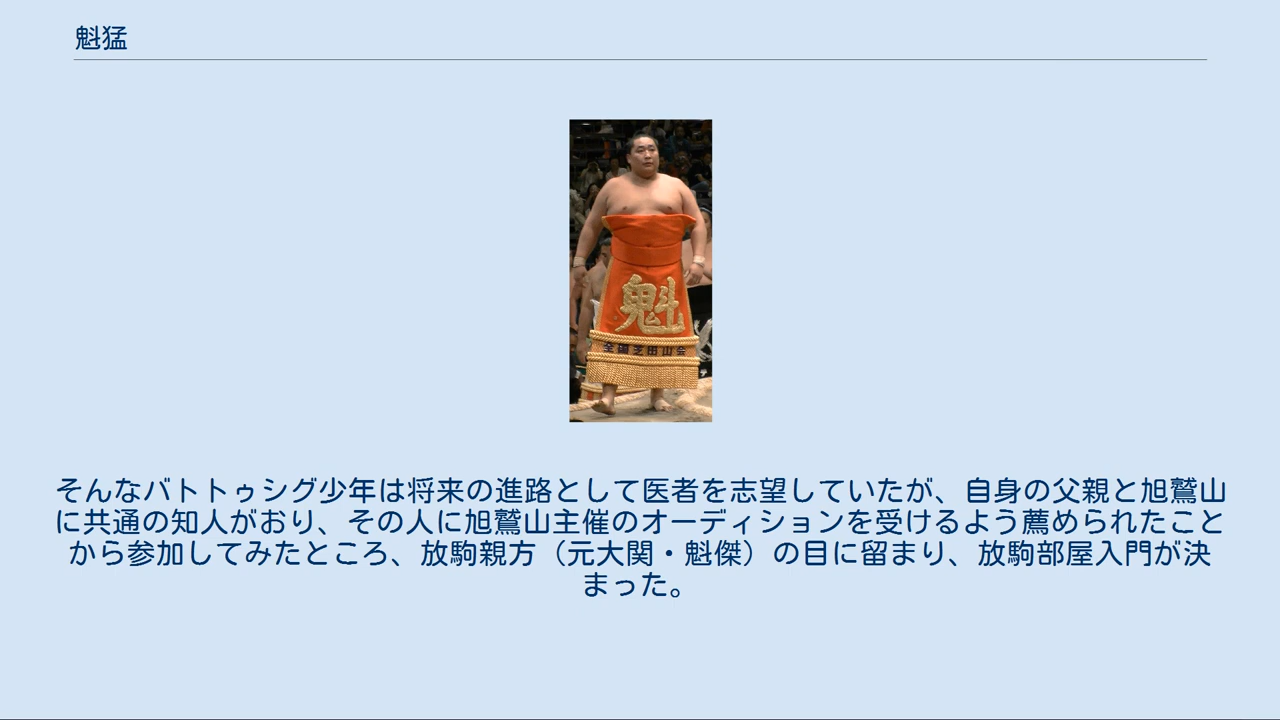 魁猛
魁
全國芝田山会
そんなバトトゥシグ少年は将来の進路として医者を志望していたが、自身の父親と旭鷲山
に共通の知人がおり、その人に旭鷲山主催のオーディションを受けるよう薦められたこと
から参加してみたところ、放駒親方（元大関・魁傑）の目に留まり、放駒部屋入門が決
まった。